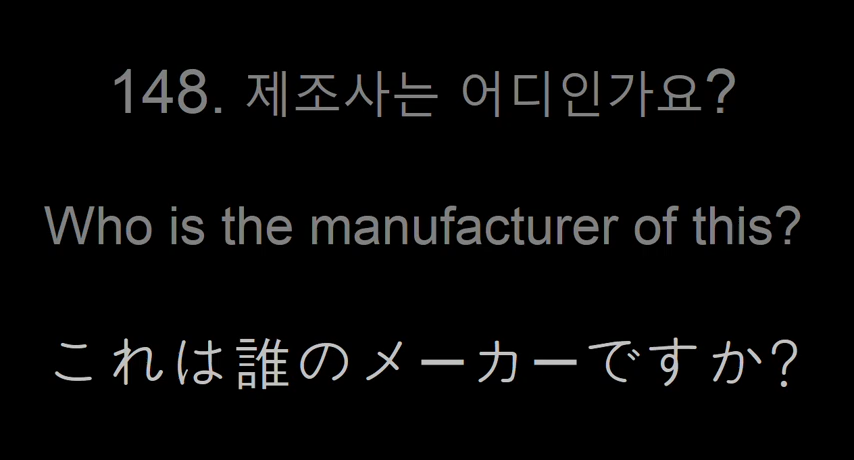 148. 제조사는 어디인가요?
Who is the manufacturer of this?
これは誰のメーカーですか?